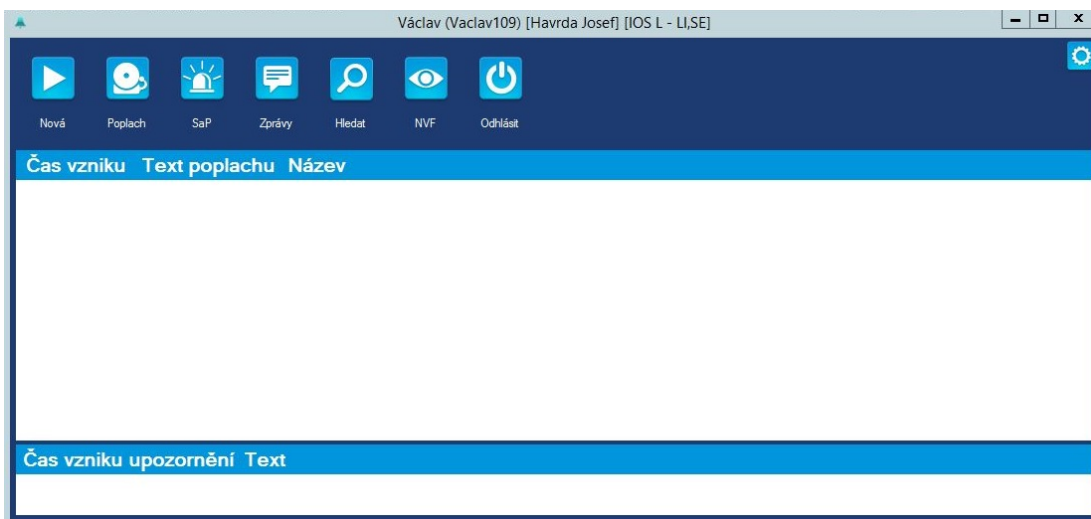 Václav (Vaclav109) [Havrda Josef] [IOS L - LI,SE]
Nová Poplach SaP Zprávy Hledat NVF Odhlásit
Čas vzniku Text poplachu Název
Čas vzniku upozornění Text